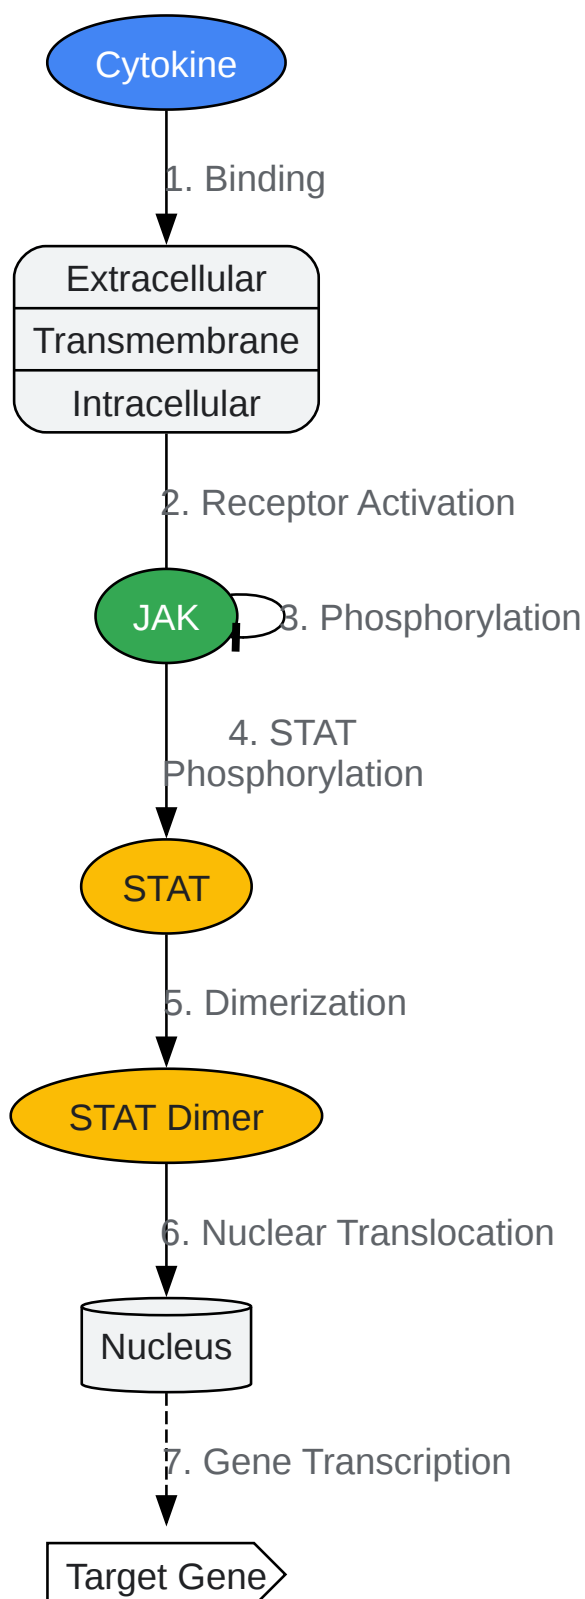 Cytokine
1. Binding
Extracellular
Transmembrane
Intracellular
2. Receptor Activation
JAK
3. Phosphorylation
4. STAT
Phosphorylation
STAT
5. Dimerization
STAT Dimer
6. Nuclear Translocation
Nucleus
7. Gene Transcription
Target Gene